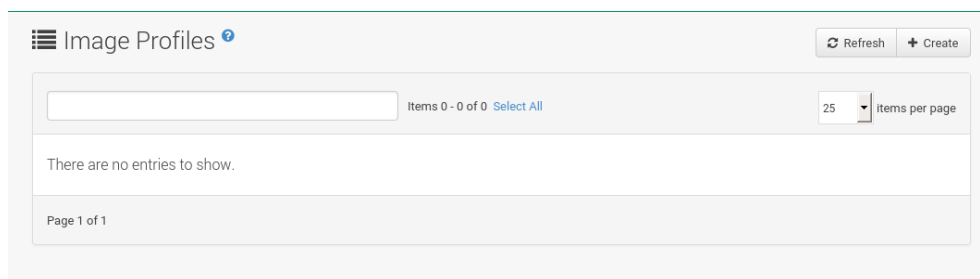 Image Profiles ?
Refresh + Create
Items 0 - 0 of 0 Select All
25 items per page
There are no entries to show.
Page 1 of 1